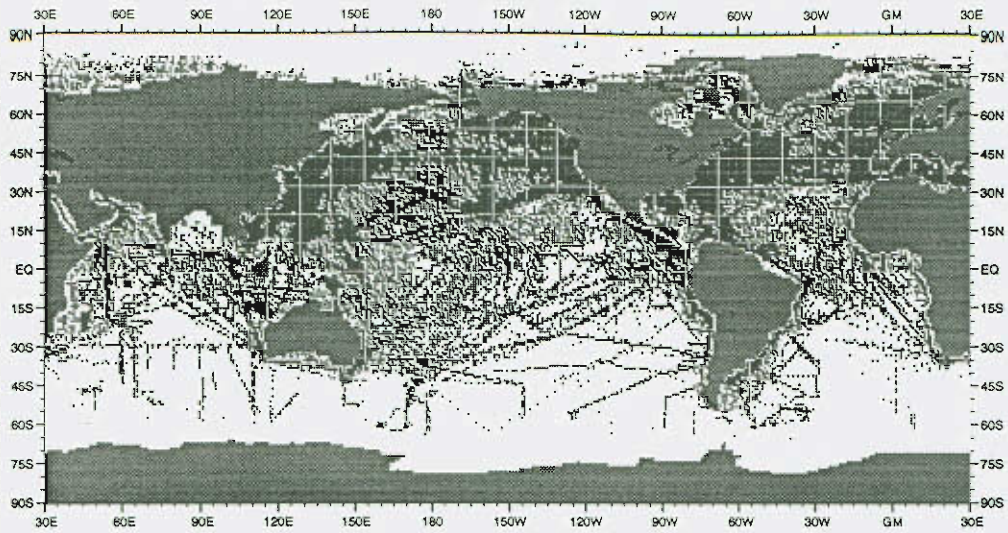 30E 60E 90E 120E 150E 180 150W 120W 90W 60W 30W GM 30E
90N 90N
75N 75N
60N 60N
45N 45N
30N 30N
15N 15N
EQ EQ
15S 15S
30S 30S
45S 45S
60S 60S
75S 75S
90S 90S
30E 60E 90E 120E 150E 180 150W 120W 90W 60W 30W GM 30E